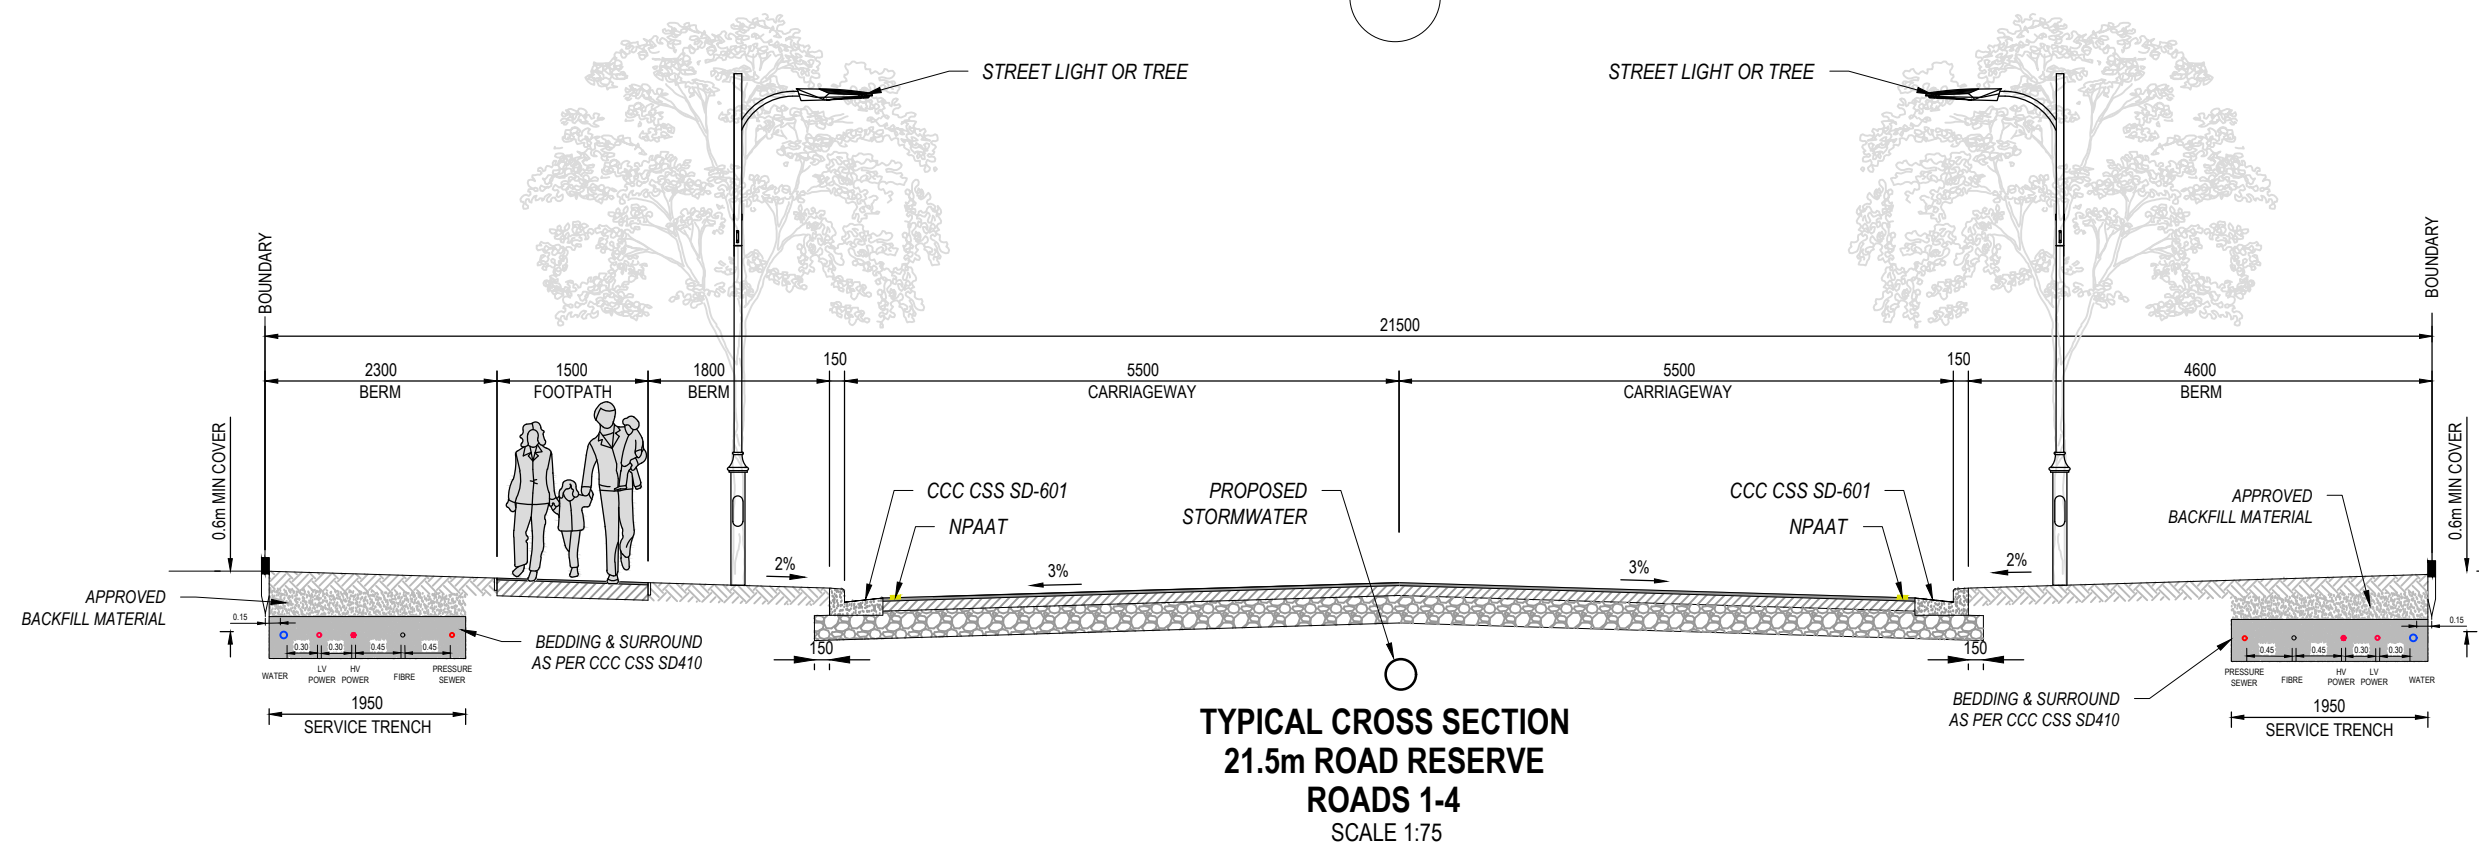 STREET LIGHT OR TREE
STREET LIGHT OR TREE
BOUNDARY
BOUNDARY
21500
2300
BERM
1500
FOOTPATH
1800
BERM
150
5500
CARRIAGEWAY
5500
CARRIAGEWAY
150
4600
BERM
0.6m MIN COVER
0.6m MIN COVER
CCC CSS SD-601
NPAAT
PROPOSED
STORMWATER
CCC CSS SD-601
NPAAT
APPROVED
BACKFILL MATERIAL
2%
3%
3%
2%
APPROVED
BACKFILL MATERIAL
0.15
0.30
0.30
0.45
0.45
WATER
LV
POWER
HV
POWER
FIBRE
PRESSURE
SEWER
BEDDING & SURROUND
AS PER CCC CSS SD410
1950
SERVICE TRENCH
150
150
0.15
0.45
0.45
0.30
0.30
PRESSURE
SEWER
FIBRE
HV
POWER
LV
POWER
WATER
BEDDING & SURROUND
AS PER CCC CSS SD410
1950
SERVICE TRENCH
TYPICAL CROSS SECTION
21.5m ROAD RESERVE
ROADS 1-4
SCALE 1:75